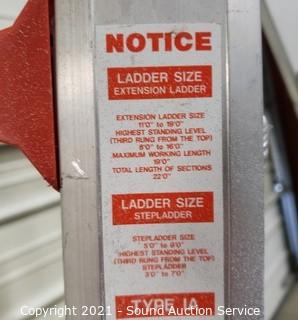 NOTICE
LADDER SIZE
EXTENSION LADDER
EXTENSION LADDER SIZE
11'0" to 19'0"
HIGHEST STANDING LEVEL
(THIRD RUNG FROM THE TOP)
8'0" to 16'0"
MAXIMUM WORKING LENGTH
19'0"
TOTAL LENGTH OF SECTIONS
22'0"
LADDER SIZE
STEPLADDER
STEPLADDER SIZE
5'0" to 9'0"
HIGHEST STANDING LEVEL
(THIRD RUNG FROM TOP)
STEPLADDER
3'0" to 7'0"
TYPE IA
Copyright 2021 - Sound Auction Service